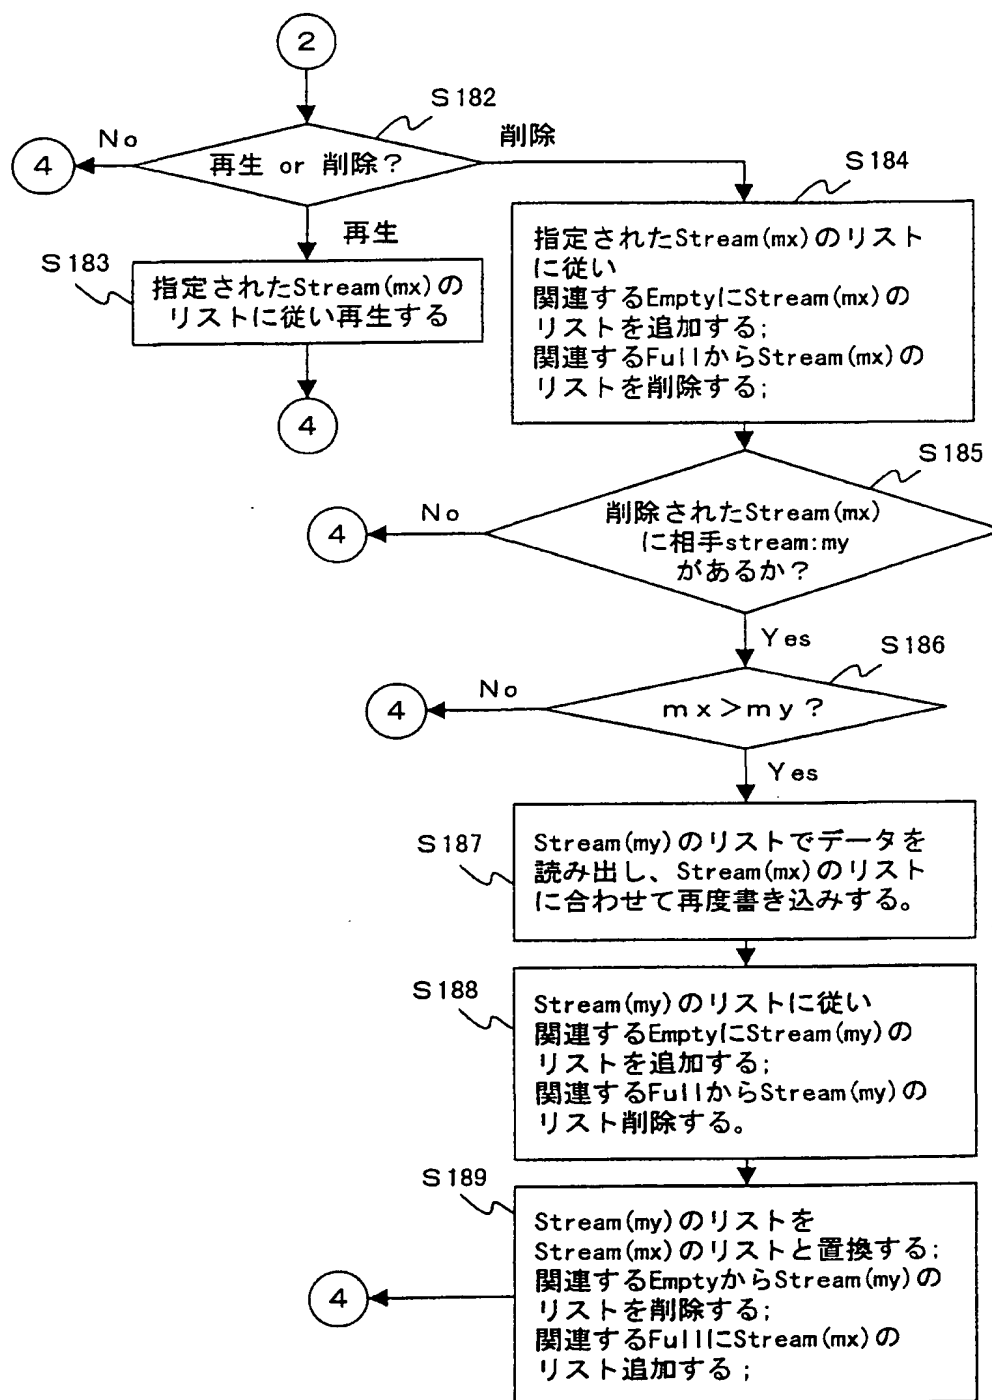 2
S182
No
削除
4
再生 or 削除？
S184
再生
S183
指定されたStream(mx)の
リストに従い再生する
指定されたStream(mx)のリスト
に従い
関連するEmptyにStream(mx)の
リストを追加する;
関連するFullからStream(mx)の
リストを削除する;
4
S185
No
4
削除されたStream(mx)
に相手stream:my
があるか？
Yes
S186
No
4
mx＞my？
Yes
S187
Stream(my)のリストでデータを
読み出し、Stream(mx)のリスト
に合わせて再度書き込みする。
S188
Stream(my)のリストに従い
関連するEmptyにStream(my)の
リストを追加する;
関連するFullからStream(my)の
リスト削除する。
S189
Stream(my)のリストを
Stream(mx)のリストと置換する;
関連するEmptyからStream(my)の
リストを削除する;
関連するFullにStream(mx)の
リスト追加する;
4